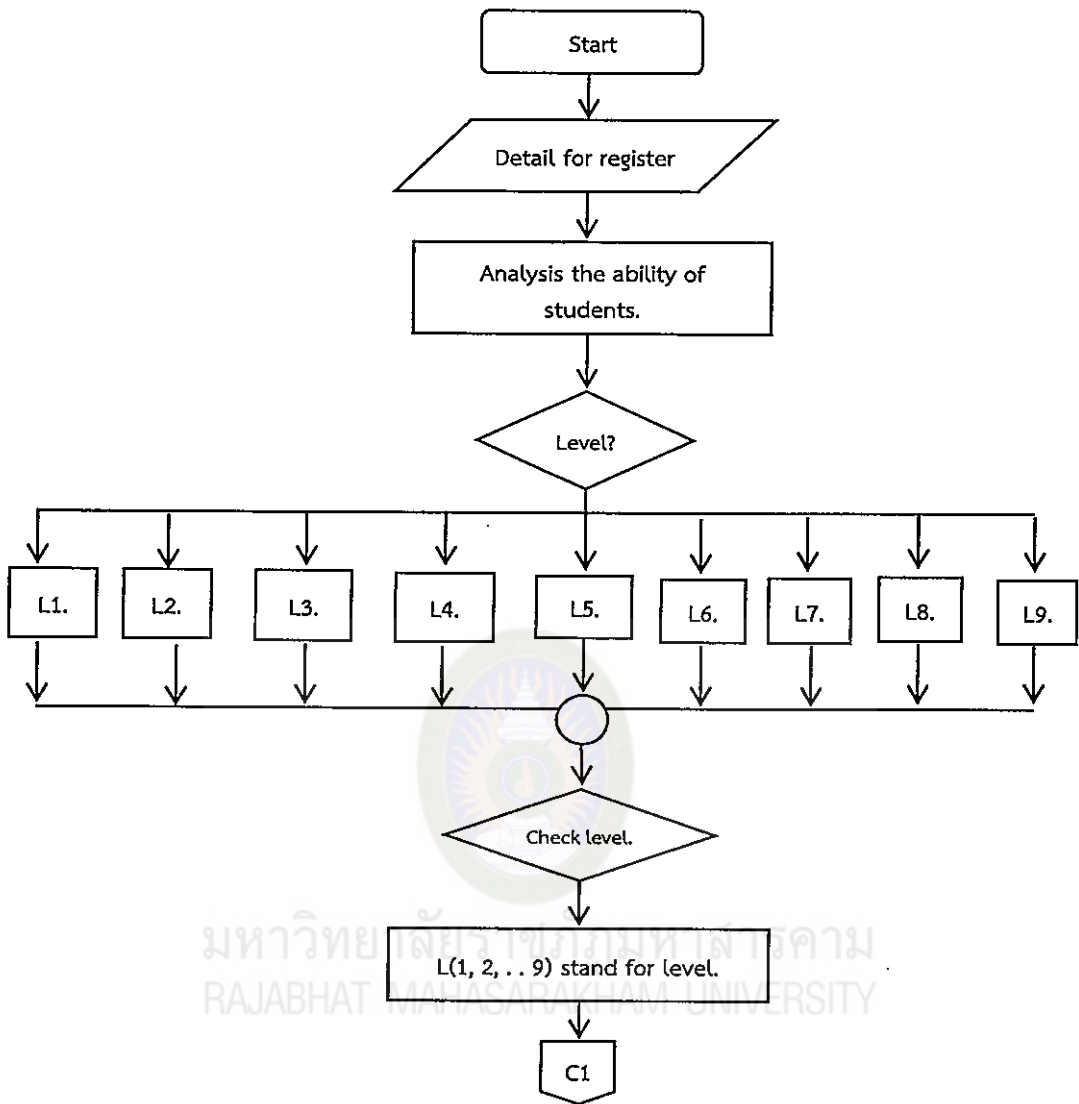 Start
Detail for register
Analysis the ability of
students.
Level?
L1.
L2.
L3.
L4.
L5.
L6.
L7.
L8.
L9.
Check level.
มหาวิทยาลัยราชภัฏมหาสารคาม
L(1, 2, . . 9) stand for level.
RAJABHAT MAHASARAKHAM UNIVERSITY
C1